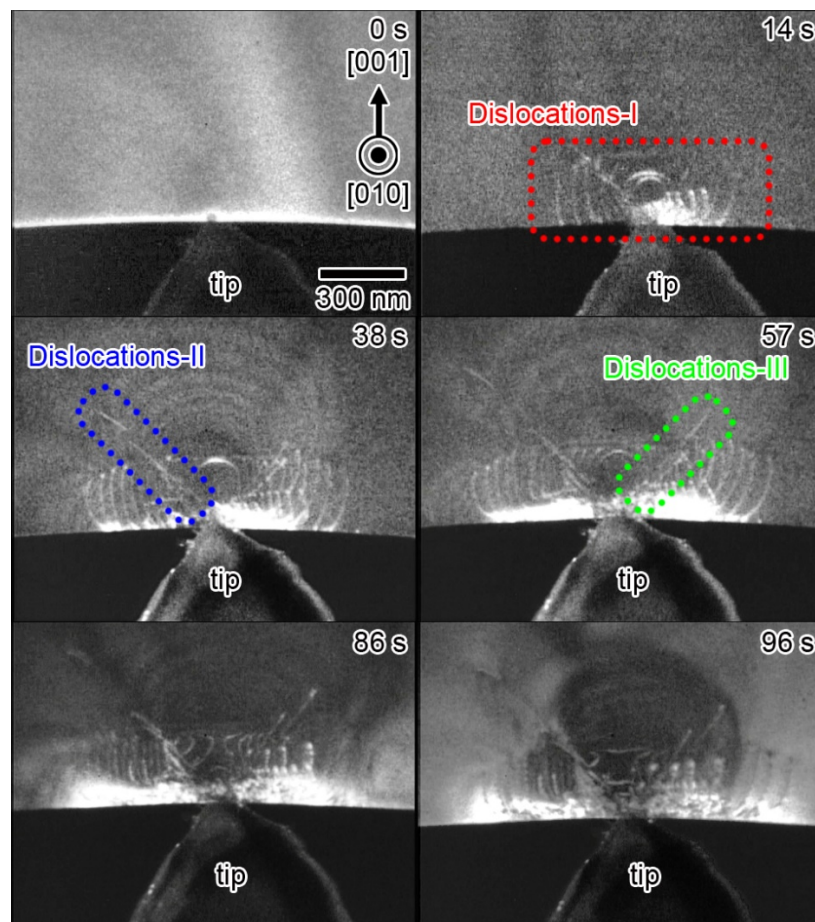 0 s
[001]
[010]
tip
300 nm
14 s
Dislocations-I
tip
38 s
Dislocations-II
tip
57 s
Dislocations-III
tip
86 s
tip
96 s
tip